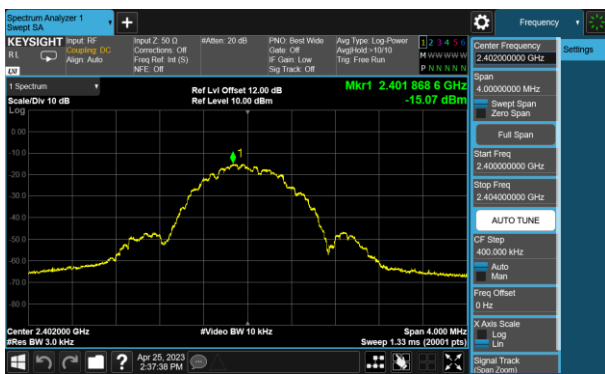 Spectrum Analyzer 1
Swept SA
Frequency
KEYSIGHT
RL
LXI
Input: RF
Coupling: DC
Align: Auto
Input Z: 50 Ω
Corrections: Off
Freq Ref: Int (S)
NFE: Off
#Atten: 20 dB
PNO: Best Wide
Gate: Off
IF Gain: Low
Sig Track: Off
Avg Type: Log-Power
Avg|Hold >10/10
Trig: Free Run
1 2 3 4 5 6
M W W W W W
P N N N N N
Center Frequency
2.402000000 GHz
Settings
Span
4.00000000 MHz
Swept Span
Zero Span
Full Span
Start Freq
2.400000000 GHz
Stop Freq
2.404000000 GHz
AUTO TUNE
CF Step
400.000 kHz
Auto
Man
Freq Offset
0 Hz
X Axis Scale
Log
Lin
Signal Track
(Span Zoom)
1 Spectrum
Scale/Div 10 dB
Log
Ref Lvl Offset 12.00 dB
Ref Level 10.00 dBm
Mkr1 2.401 868 6 GHz
-15.07 dBm
1
0.00
-10.0
-20.0
-30.0
-40.0
-50.0
-60.0
-70.0
-80.0
Center 2.402000 GHz
#Res BW 3.0 kHz
#Video BW 10 kHz
Span 4.000 MHz
Sweep 1.33 ms (20001 pts)
?
Apr 25, 2023
2:37:38 PM